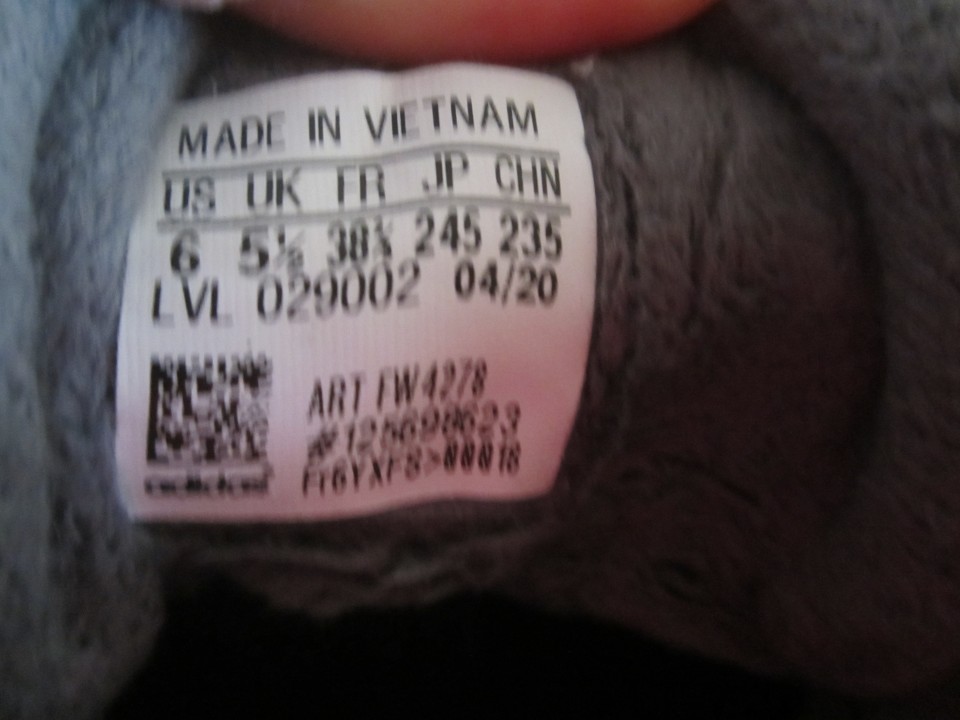 MADE IN VIETNAM
US UK FR JP CHN
6 5½ 38⅔ 245 235
LVL 029002 04/20
ART FW4278
adidas